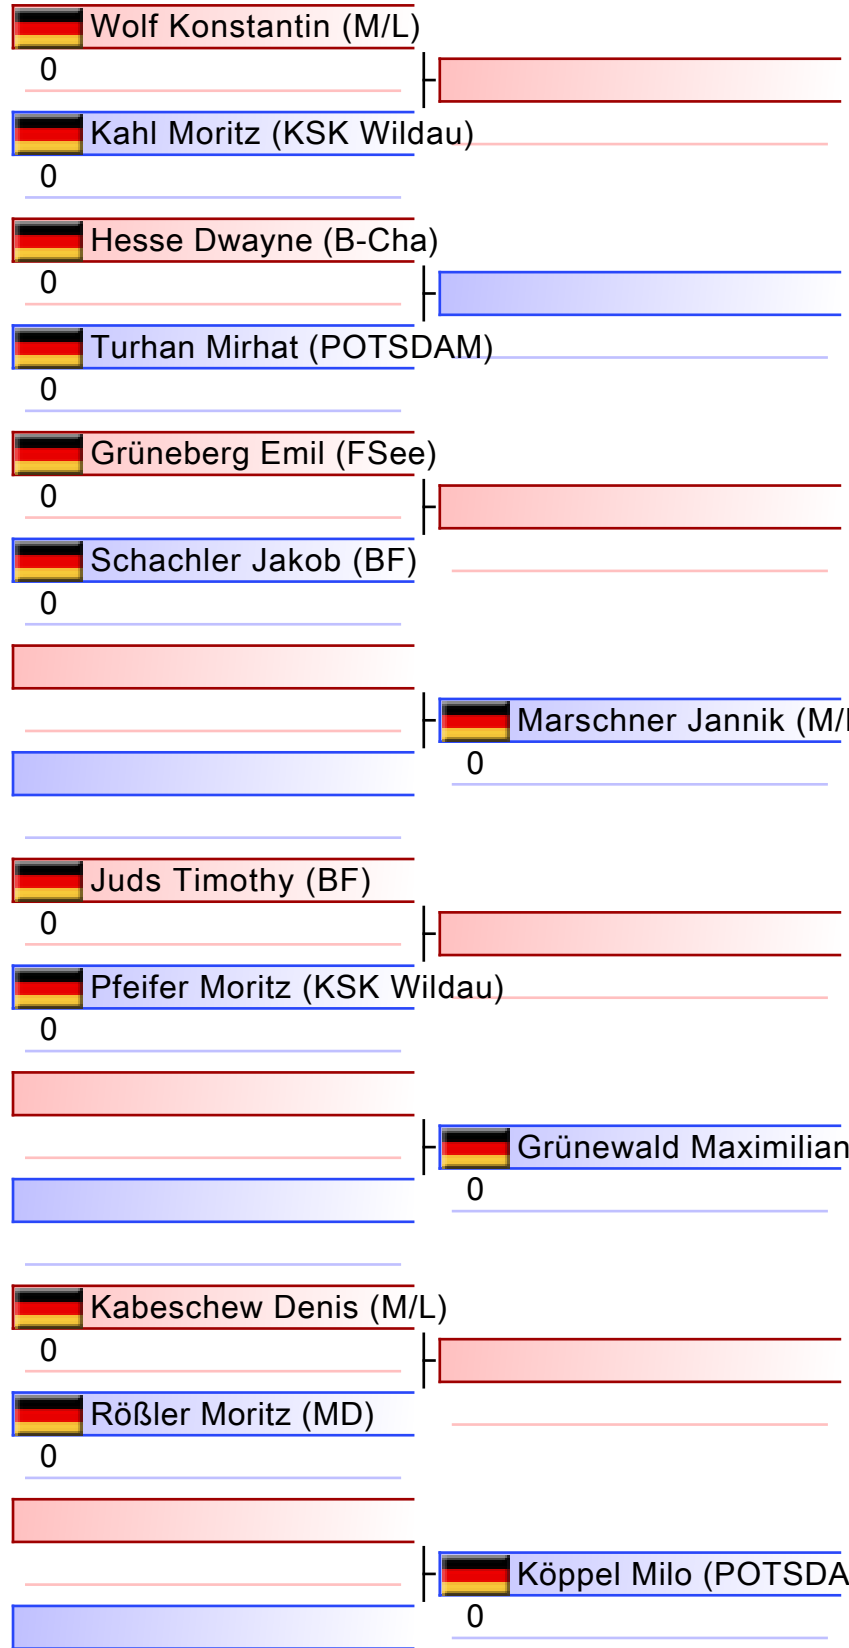 Wolf Konstantin (M/L)
0
Kahl Moritz (KSK Wildau)
0
Hesse Dwayne (B-Cha)
0
Turhan Mirhat (POTSDAM)
0
Grüneberg Emil (FSee)
0
Schachler Jakob (BF)
0
Marschner Jannik (M/
0
Juds Timothy (BF)
0
Pfeifer Moritz (KSK Wildau)
0
Grünewald Maximilian
0
Kabeschew Denis (M/L)
0
Rößler Moritz (MD)
0
Köppel Milo (POTSDA
0